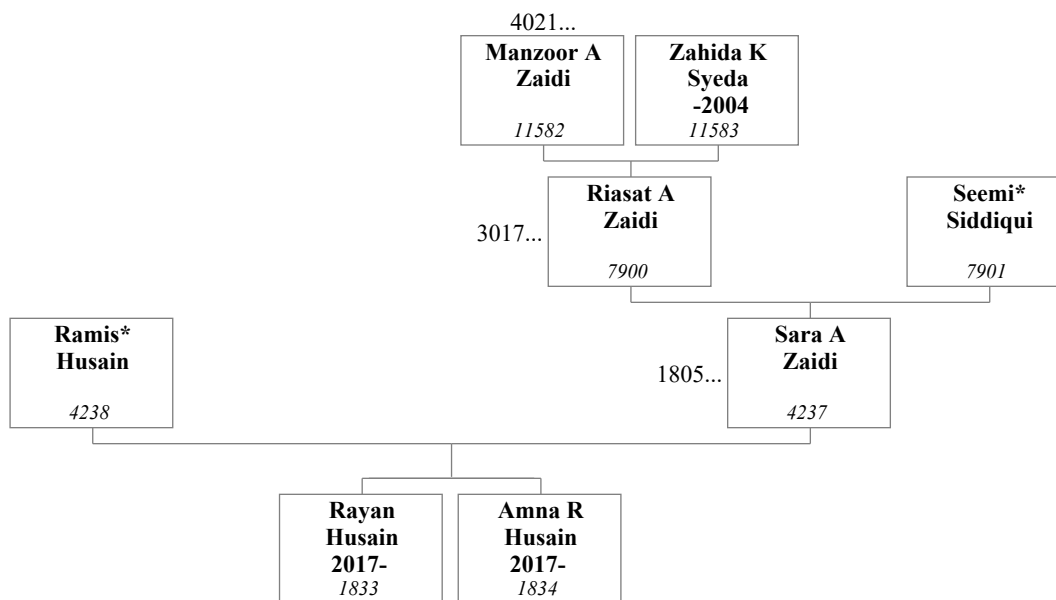 4021...
Manzoor A
Zaidi
11582
Zahida K
Syeda
-2004
11583
3017...
Riasat A
Zaidi
7900
Seemi*
Siddiqui
7901
Ramis*
Husain
4238
1805...
Sara A
Zaidi
4237
Rayan
Husain
2017-
1833
Amna R
Husain
2017-
1834